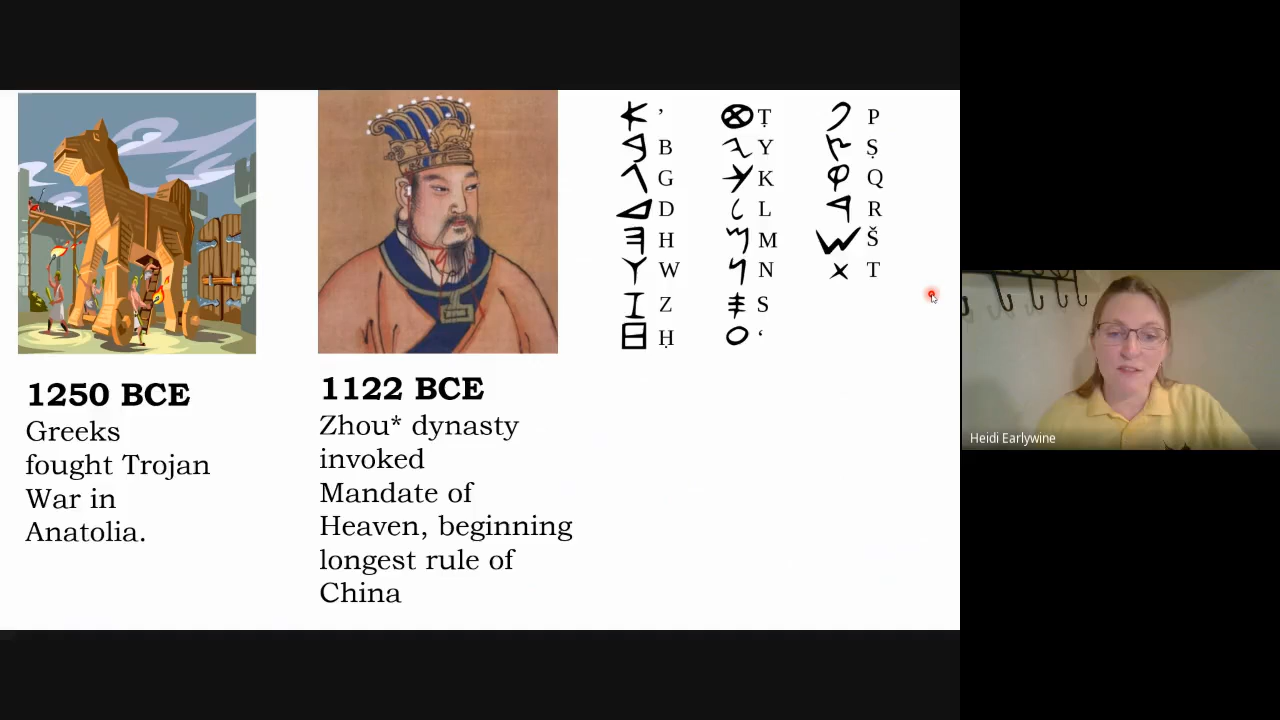 1250 BCE
Greeks
fought Trojan
War in
Anatolia.
1122 BCE
Zhou* dynasty
invoked
Mandate of
Heaven, beginning
longest rule of
China
𐤀 ’
𐤁 B
𐤂 G
𐤃 D
𐤄 H
𐤅 W
𐤆 Z
𐤇 Ḥ
𐤈 Ṭ
𐤉 Y
𐤊 K
𐤋 L
𐤌 M
𐤍 N
𐤎 S
𐤏 ‘
𐤐 P
𐤑 Ṣ
𐤒 Q
𐤓 R
𐤔 Š
𐤕 T
Heidi Earlywine